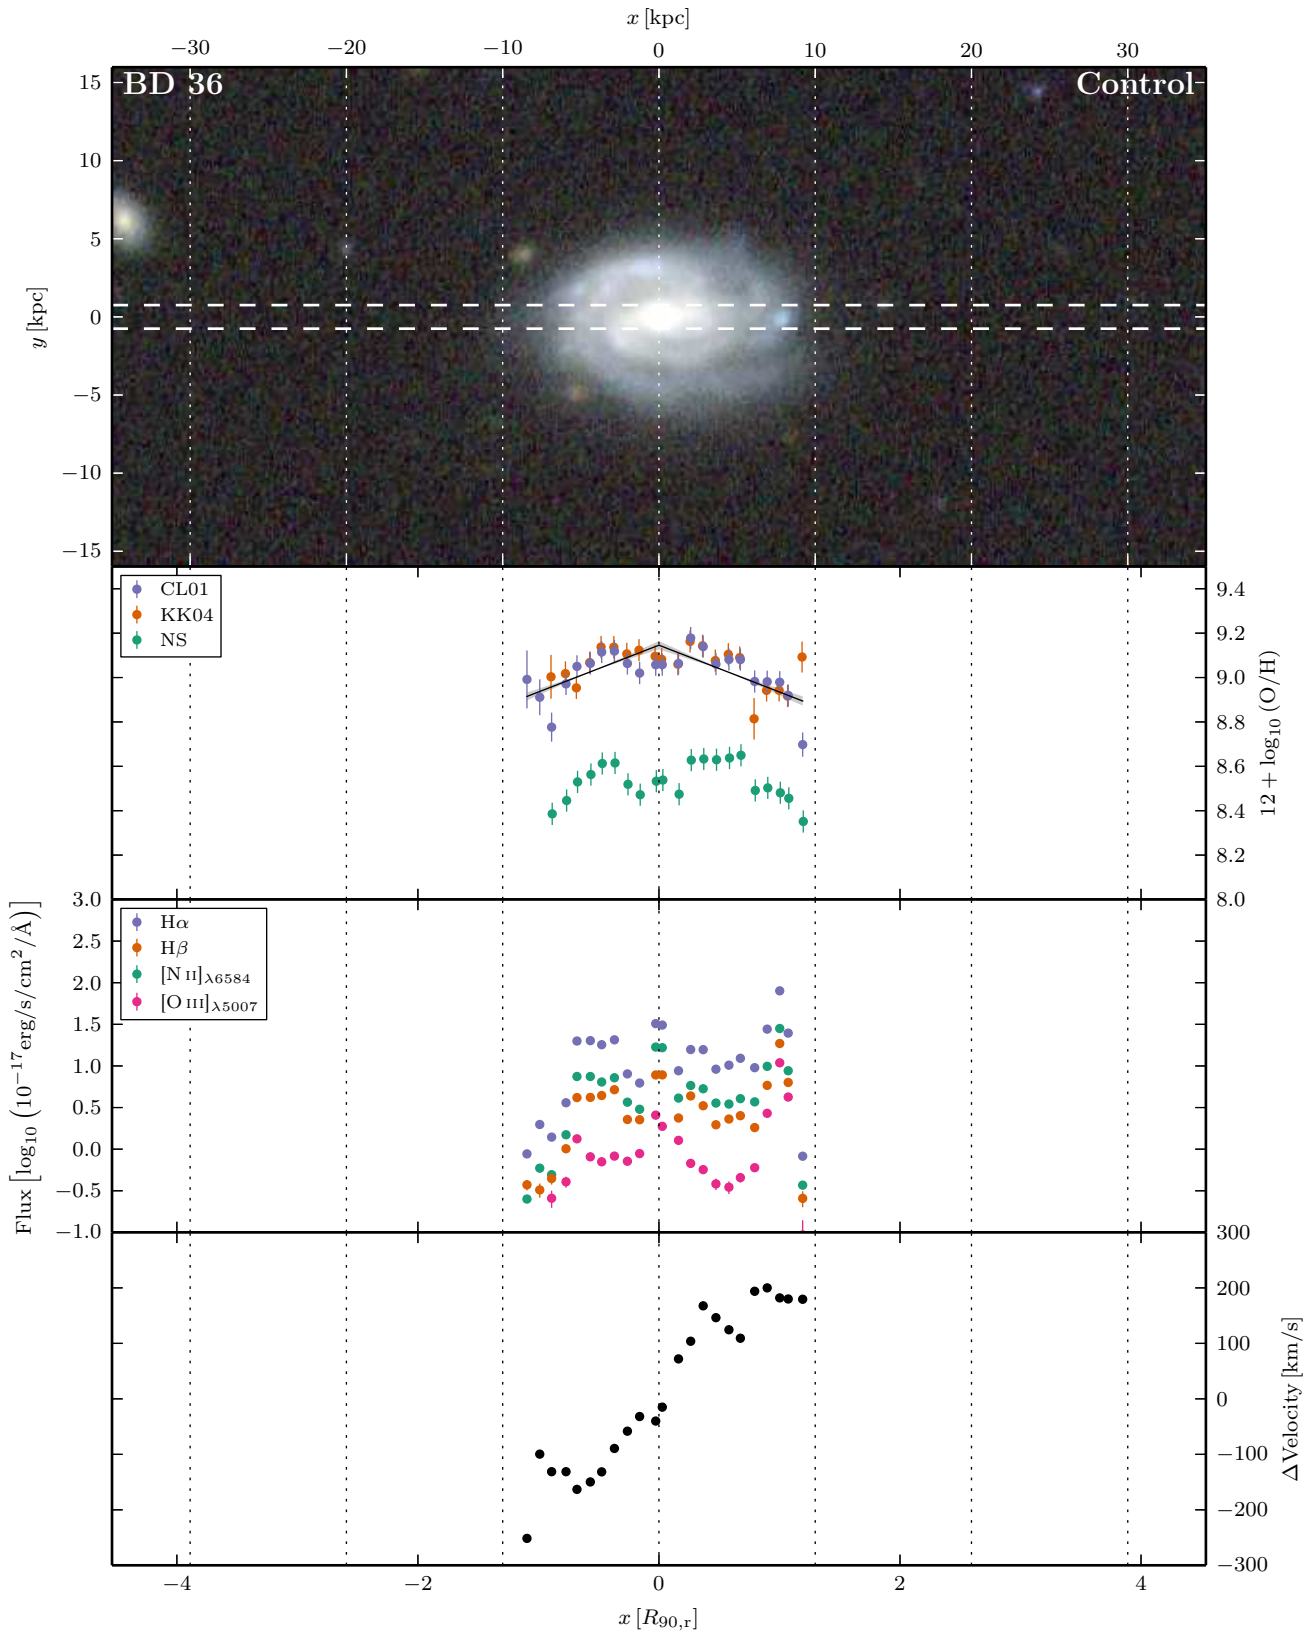 x [kpc]
−30 −20 −10 0 10 20 30
BD 36 Control
15
10
5
0
−5
−10
−15
y [kpc]
CL01
KK04
NS
9.4
9.2
9.0
8.8
8.6
8.4
8.2
8.0
12 + log₁₀ (O/H)
Hα
Hβ
[N II]λ6584
[O III]λ5007
3.0
2.5
2.0
1.5
1.0
0.5
0.0
−0.5
−1.0
Flux [log₁₀ (10⁻¹⁷erg/s/cm²/Å)]
300
200
100
0
−100
−200
−300
ΔVelocity [km/s]
−4 −2 0 2 4
x [R₉₀,ᵣ]